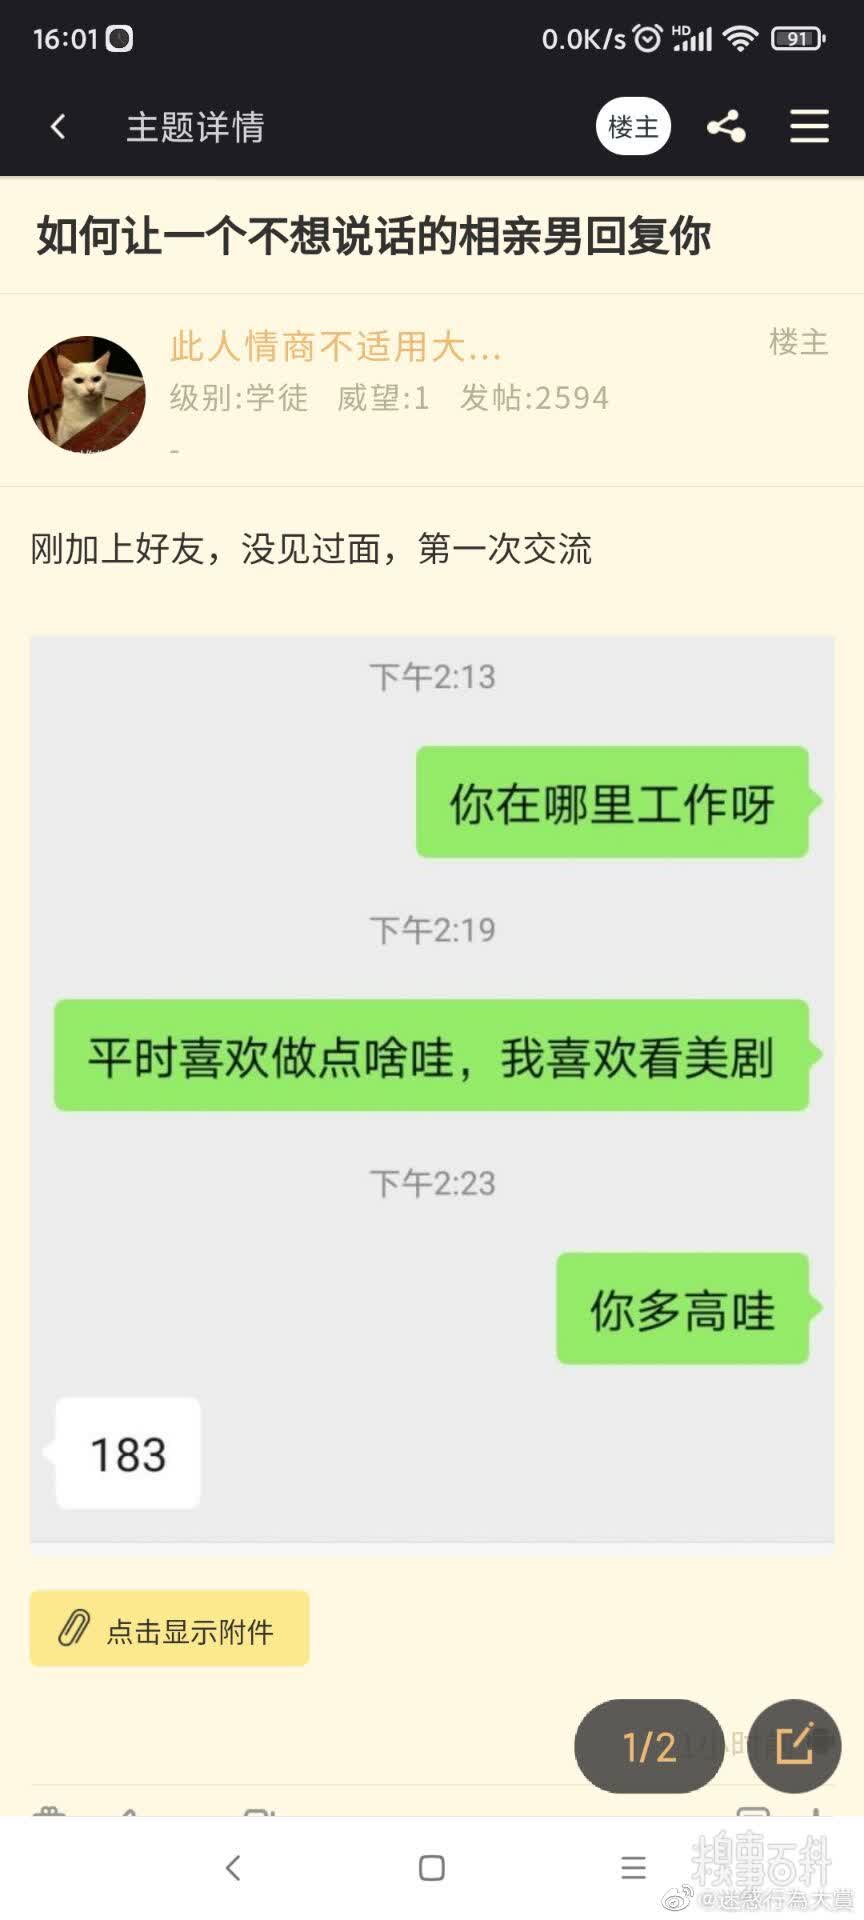 16:01 0.0K/s HD 91
主题详情 楼主
如何让一个不想说话的相亲男回复你
此人情商不适用大... 楼主
级别:学徒 威望:1 发帖:2594
-
刚加上好友，没见过面，第一次交流
下午2:13
你在哪里工作呀
下午2:19
平时喜欢做点啥哇，我喜欢看美剧
下午2:23
你多高哇
183
点击显示附件
1/2
糗事百科
@迷惑行為大賞